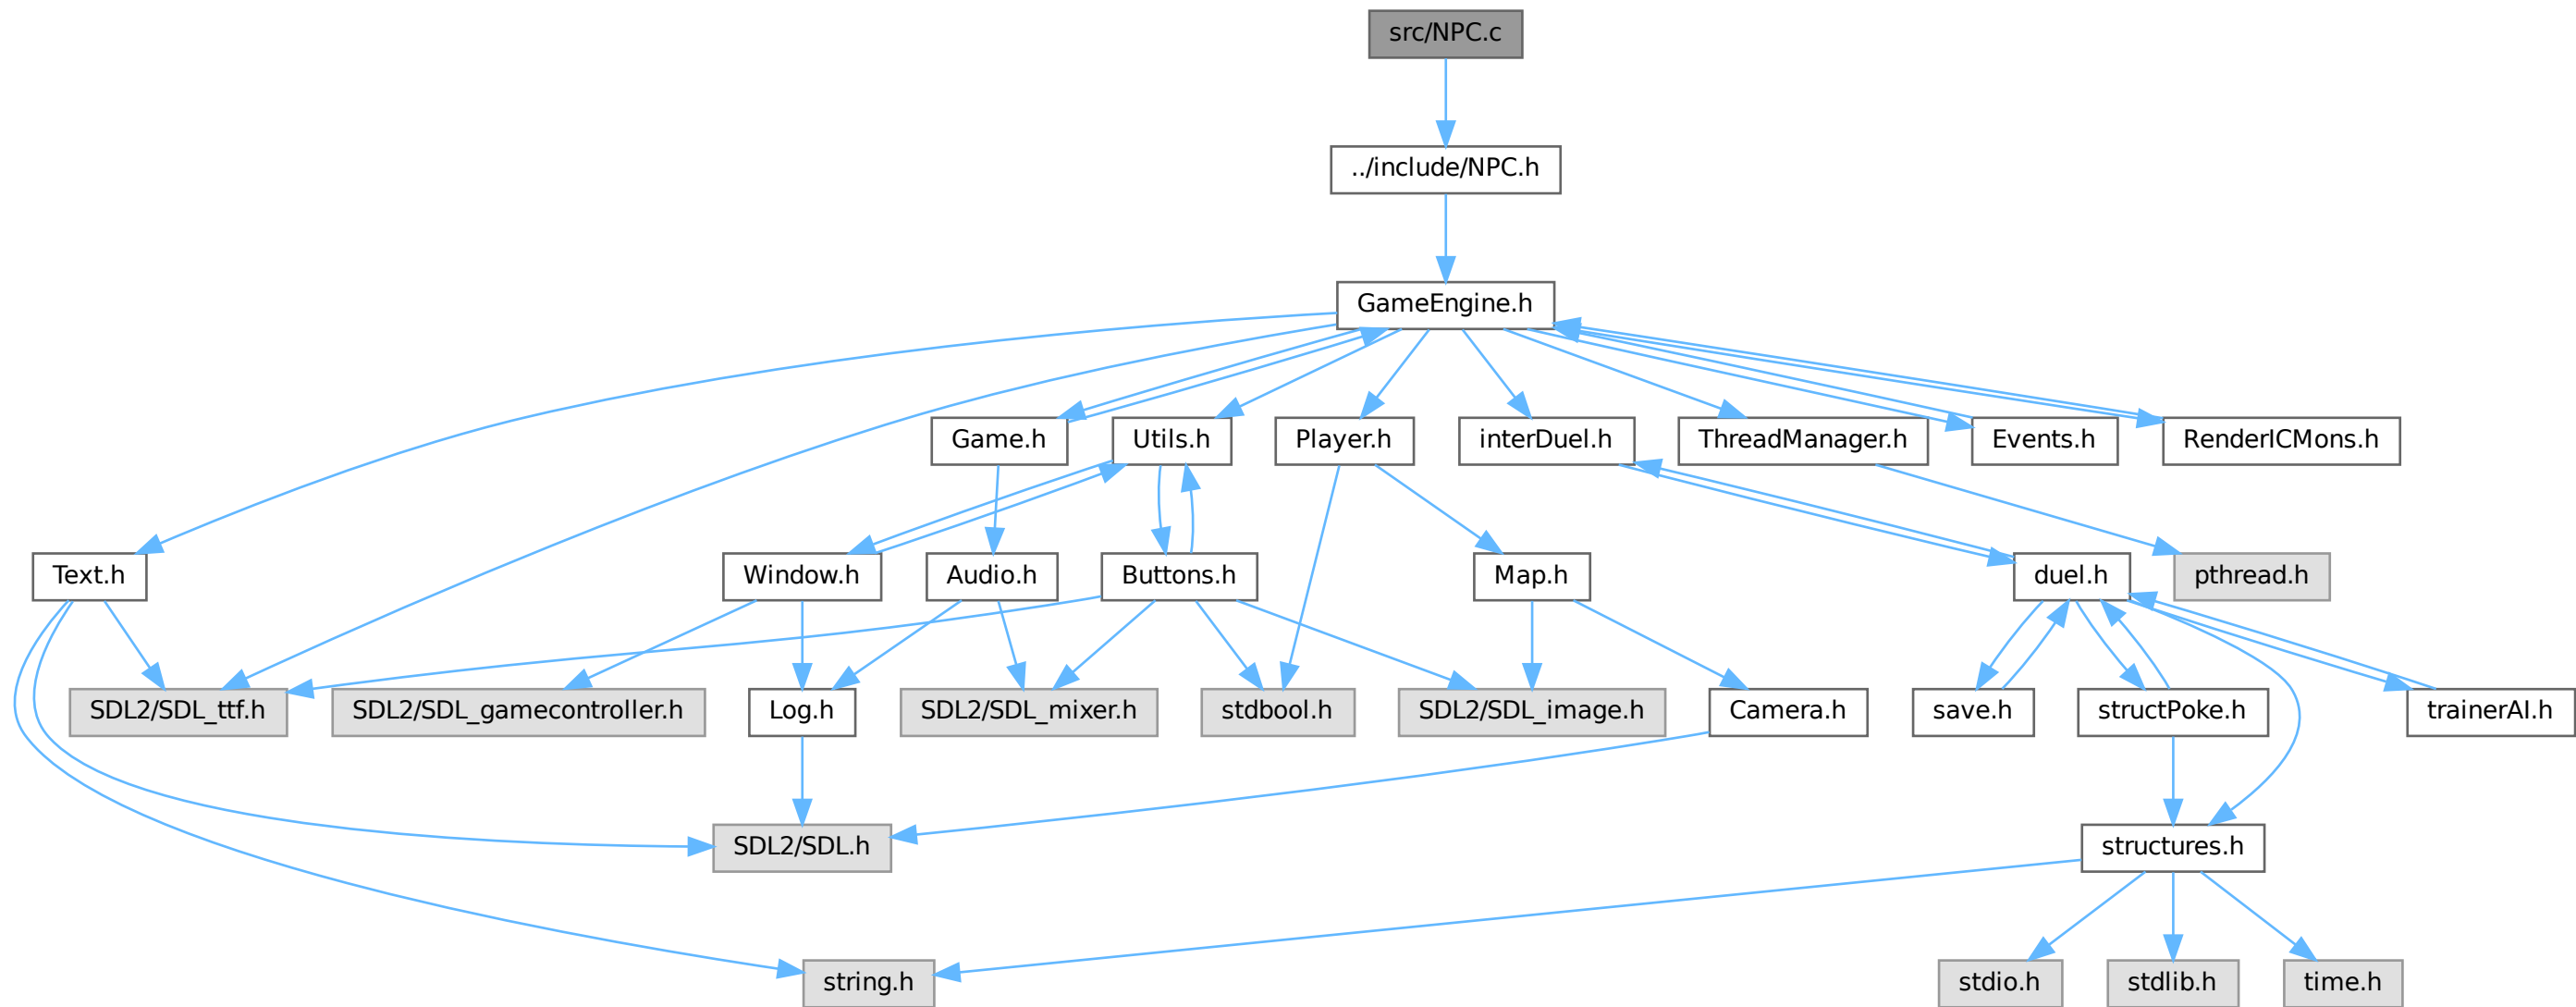 src/NPC.c
../include/NPC.h
GameEngine.h
Game.h
Utils.h
Player.h
interDuel.h
ThreadManager.h
Events.h
RenderICMons.h
Text.h
Window.h
Audio.h
Buttons.h
Map.h
duel.h
pthread.h
SDL2/SDL_ttf.h
SDL2/SDL_gamecontroller.h
Log.h
SDL2/SDL_mixer.h
stdbool.h
SDL2/SDL_image.h
Camera.h
save.h
structPoke.h
trainerAI.h
SDL2/SDL.h
structures.h
string.h
stdio.h
stdlib.h
time.h